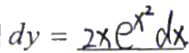 dy = 2xe^{x^2} dx